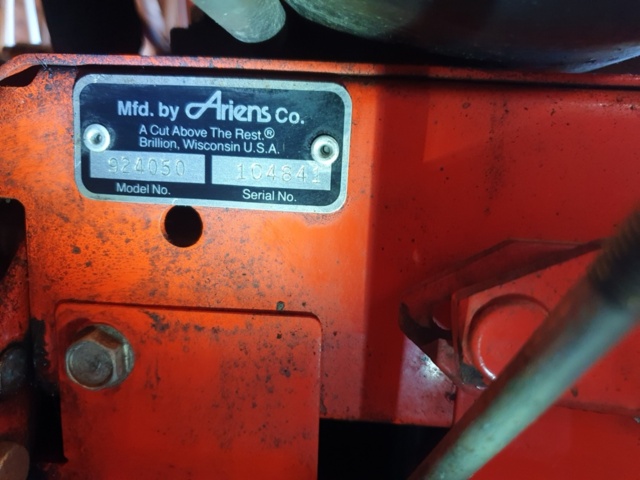 Mfd. by Ariens Co.
A Cut Above The Rest.®
Brillion, Wisconsin U.S.A.
924050 104841
Model No. Serial No.